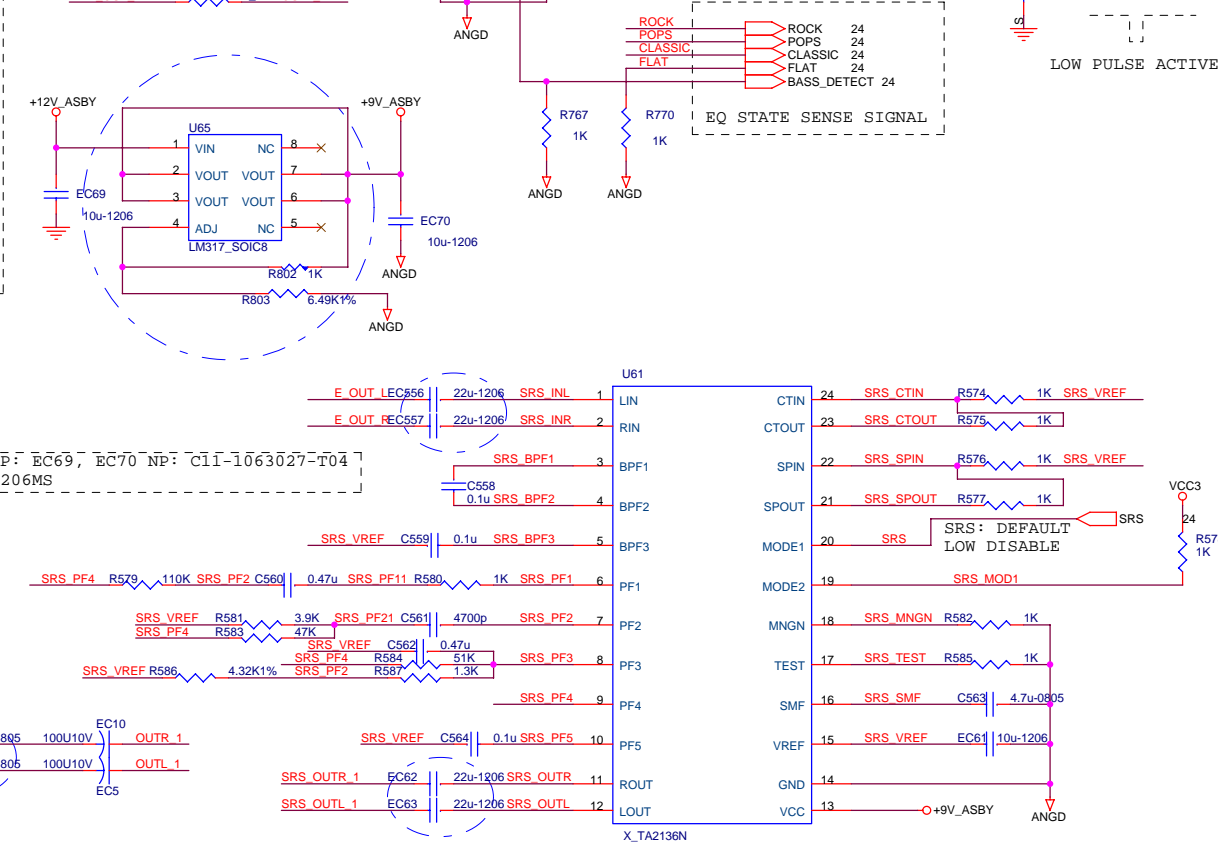 ANGD
S
ROCK
POPS
CLASSIC
FLAT
ROCK 24
POPS 24
CLASSIC 24
FLAT 24
BASS_DETECT 24
EQ STATE SENSE SIGNAL
LOW PULSE ACTIVE
R767
1K
R770
1K
ANGD
ANGD
+12V_ASBY
+9V_ASBY
U65
1 VIN NC 8
2 VOUT VOUT 7
3 VOUT VOUT 6
4 ADJ NC 5
LM317_SOIC8
EC69
10u-1206
EC70
10u-1206
ANGD
R802 1K
R803 6.49K1%
ANGD
P: EC69, EC70 NP: C11-1063027-T04
206MS
U61
E_OUT_L EC556 22u-1206 SRS_INL 1 LIN
E_OUT_R EC557 22u-1206 SRS_INR 2 RIN
SRS_BPF1 3 BPF1
C558
0.1u SRS_BPF2 4 BPF2
SRS_VREF C559 0.1u SRS_BPF3 5 BPF3
SRS_PF4 R579 110K SRS_PF2 C560 0.47u SRS_PF11 R580 1K SRS_PF1 6 PF1
SRS_VREF R581 3.9K SRS_PF21 C561 4700p SRS_PF2 7 PF2
SRS_PF4 R583 47K
SRS_VREF C562 0.47u
SRS_PF4 R584 51K SRS_PF3 8 PF3
SRS_VREF R586 4.32K1% SRS_PF2 R587 1.3K
SRS_PF4 9 PF4
SRS_VREF C564 0.1u SRS_PF5 10 PF5
SRS_OUTR_1 EC62 22u-1206 SRS_OUTR 11 ROUT
SRS_OUTL_1 EC63 22u-1206 SRS_OUTL 12 LOUT
X_TA2136N
CTIN 24 SRS_CTIN R574 1K SRS_VREF
CTOUT 23 SRS_CTOUT R575 1K
SPIN 22 SRS_SPIN R576 1K SRS_VREF
SPOUT 21 SRS_SPOUT R577 1K
MODE1 20 SRS
SRS: DEFAULT
LOW DISABLE
SRS 24
VCC3
R57
1K
MODE2 19 SRS_MOD1
MNGN 18 SRS_MNGN R582 1K
TEST 17 SRS_TEST R585 1K
SMF 16 SRS_SMF C563 4.7u-0805
VREF 15 SRS_VREF EC61 10u-1206
GND 14
VCC 13 +9V_ASBY
ANGD
EC10
805 100U10V OUTR_1
805 100U10V OUTL_1
EC5